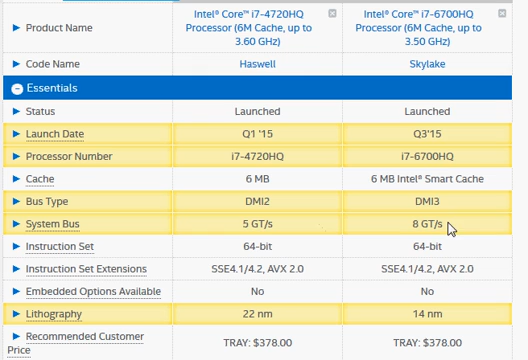 Product Name Intel® Core™ i7-4720HQ Processor (6M Cache, up to 3.60 GHz) Intel® Core™ i7-6700HQ Processor (6M Cache, up to 3.50 GHz)
Code Name Haswell Skylake
Essentials
Status Launched Launched
Launch Date Q1 '15 Q3'15
Processor Number i7-4720HQ i7-6700HQ
Cache 6 MB 6 MB Intel® Smart Cache
Bus Type DMI2 DMI3
System Bus 5 GT/s 8 GT/s
Instruction Set 64-bit 64-bit
Instruction Set Extensions SSE4.1/4.2, AVX 2.0 SSE4.1/4.2, AVX 2.0
Embedded Options Available No No
Lithography 22 nm 14 nm
Recommended Customer Price TRAY: $378.00 TRAY: $378.00